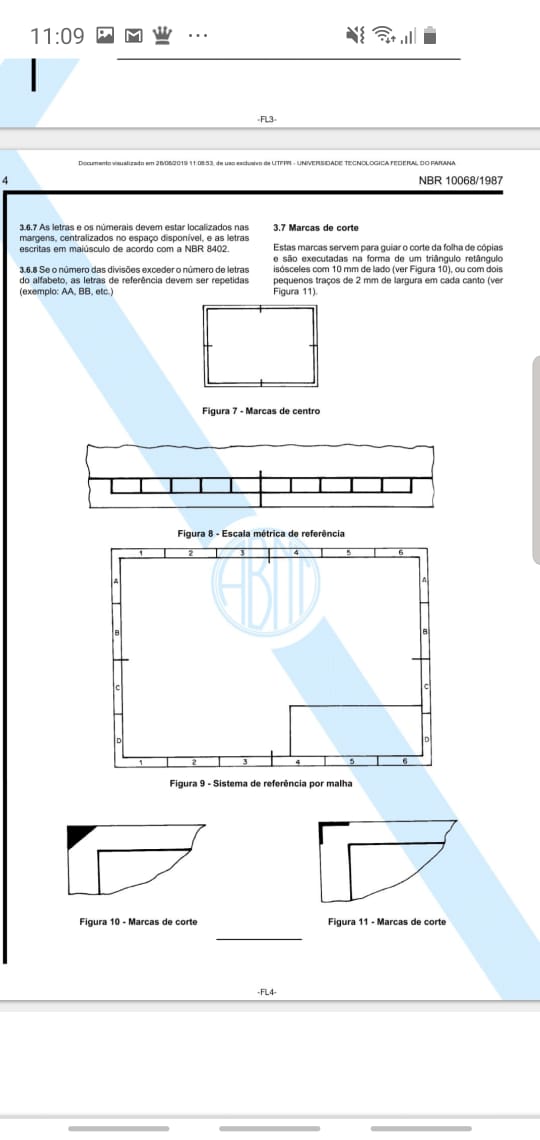 11:09
-FL3-
Documento visualizado em 28/08/2019 11:08:53, de uso exclusivo de UTFPR - UNIVERSIDADE TECNOLOGICA FEDERAL DO PARANA
4
NBR 10068/1987
3.6.7 As letras e os númerais devem estar localizados nas
margens, centralizados no espaço disponível, e as letras
escritas em maiúsculo de acordo com a NBR 8402.
3.6.8 Se o número das divisões exceder o número de letras
do alfabeto, as letras de referência devem ser repetidas
(exemplo: AA, BB, etc.)
3.7 Marcas de corte
Estas marcas servem para guiar o corte da folha de cópias
e são executadas na forma de um triângulo retângulo
isósceles com 10 mm de lado (ver Figura 10), ou com dois
pequenos traços de 2 mm de largura em cada canto (ver
Figura 11).
Figura 7 - Marcas de centro
Figura 8 - Escala métrica de referência
ABNT
1 2 3 4 5 6
A A
B B
C C
D D
1 2 3 4 5 6
Figura 9 - Sistema de referência por malha
Figura 10 - Marcas de corte
Figura 11 - Marcas de corte
-FL4-